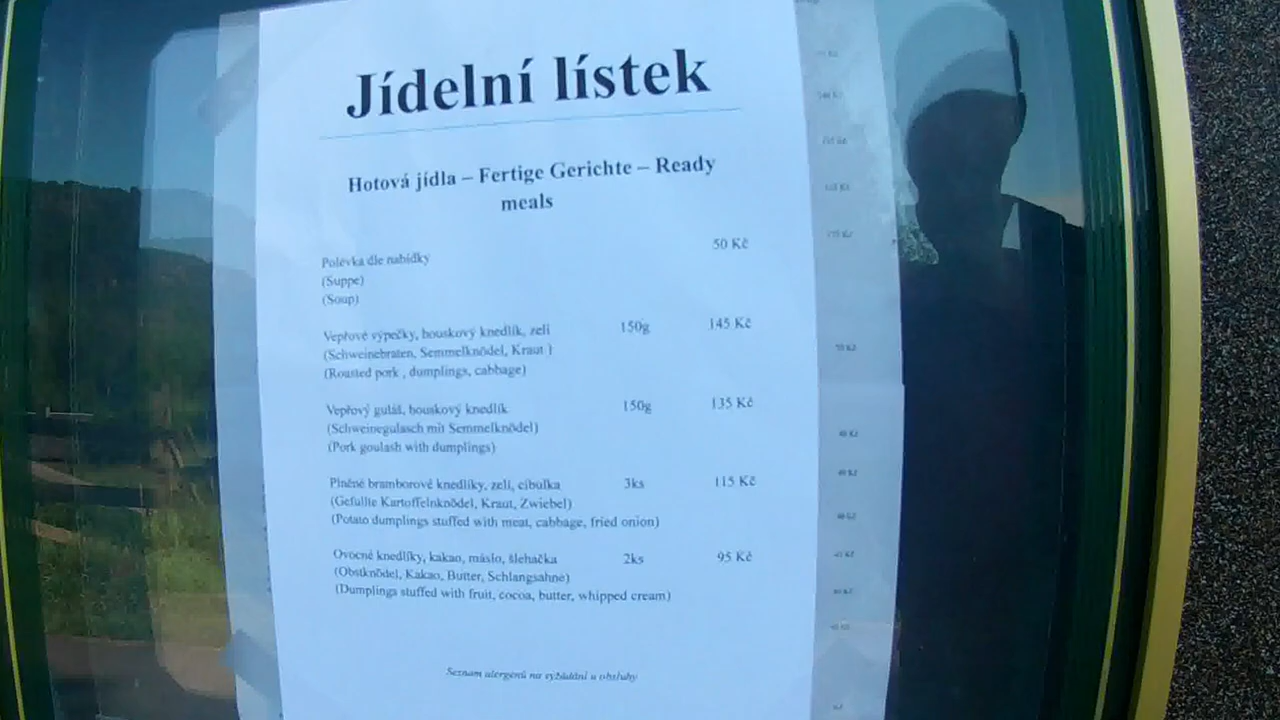 Jídelní lístek
Hotová jídla – Fertige Gerichte – Ready
meals
Polévka dle nabídky 50 Kč
(Suppe)
(Soup)
Vepřové výpečky, houskový knedlík, zelí 150g 145 Kč
(Schweinebraten, Semmelknödel, Kraut )
(Roasted pork , dumplings, cabbage)
Vepřový guláš, houskový knedlík 150g 135 Kč
(Schweinegulasch mit Semmelknödel)
(Pork goulash with dumplings)
Plněné bramborové knedlíky, zelí, cibulka 3ks 115 Kč
(Gefüllte Kartoffelnknödel, Kraut, Zwiebel)
(Potato dumplings stuffed with meat, cabbage, fried onion)
Ovocné knedlíky, kakao, máslo, šlehačka 2ks 95 Kč
(Obstknödel, Kakao, Butter, Schlangsahne)
(Dumplings stuffed with fruit, cocoa, butter, whipped cream)
Seznam alergenů na vyžádání u obsluhy